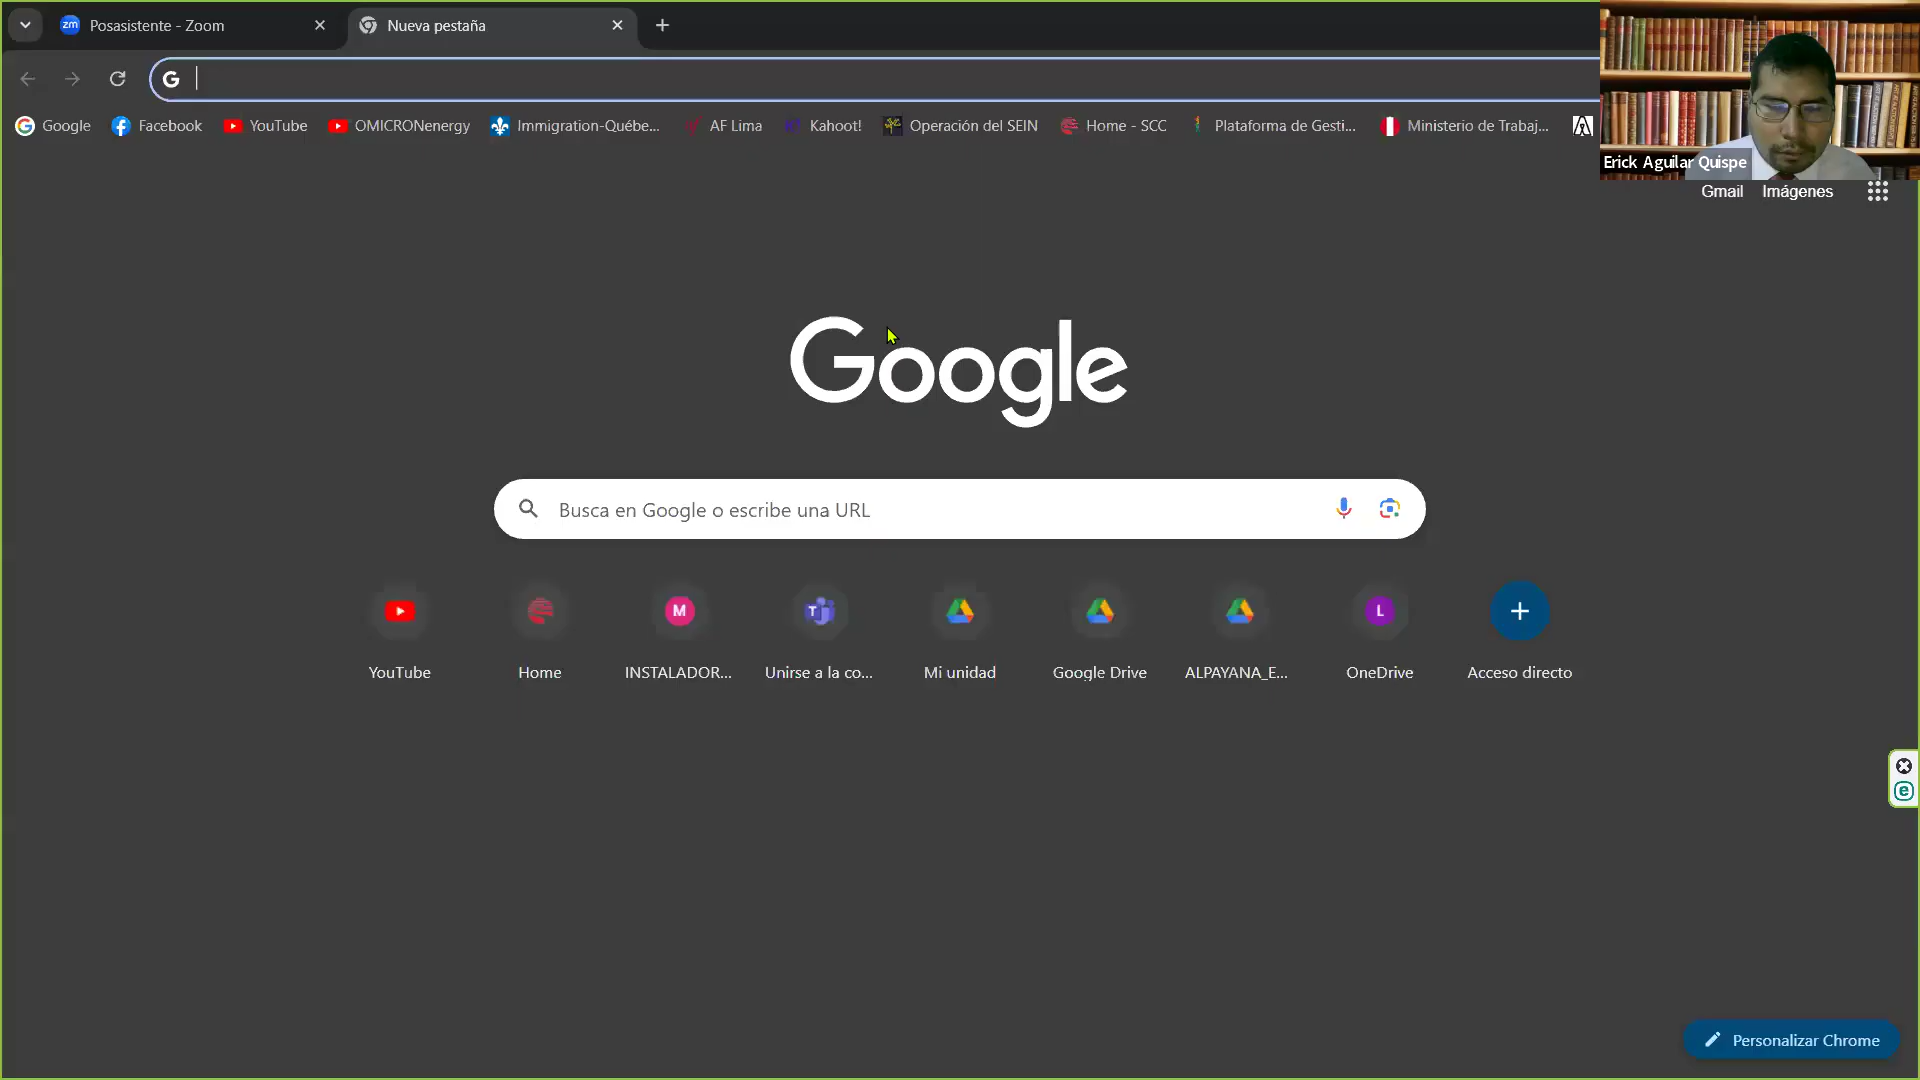 Posasistente - Zoom
Nueva pestaña
Google
Facebook
YouTube
OMICRONenergy
Immigration-Québe...
AF Lima
Kahoot!
Operación del SEIN
Home - SCC
Plataforma de Gesti...
Ministerio de Trabaj...
Erick Aguilar Quispe
Gmail
Imágenes
Google
Busca en Google o escribe una URL
YouTube
Home
INSTALADOR...
Unirse a la co...
Mi unidad
Google Drive
ALPAYANA_E...
OneDrive
Acceso directo
Personalizar Chrome